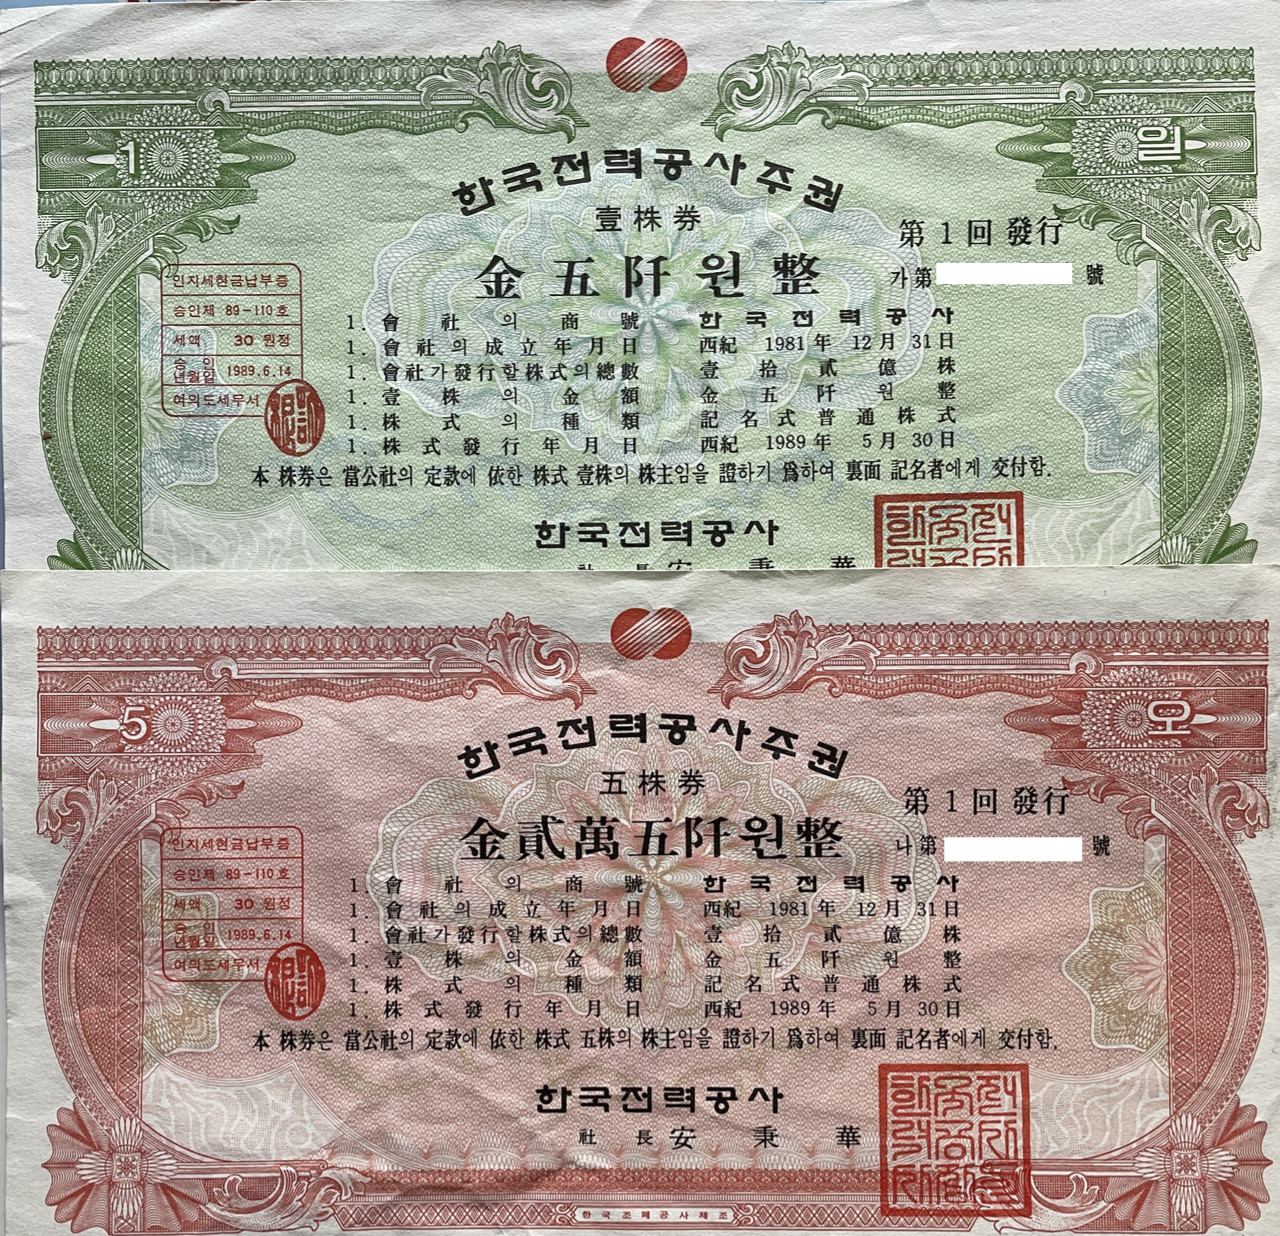 1
일
한국전력공사주권
壹株券
金五阡원整
第1回發行
가第 號
인지세현금납부증
승인제 89-110호
세액 30 원정
승인
년월일 1989.6.14
여의도세무서
1. 會社의商號 한국전력공사
1. 會社의成立年月日 西紀 1981年 12月 31日
1. 會社가發行할株式의總數 壹拾貳億株
1. 壹株의金額 金五阡원整
1. 株式의種類 記名式普通株式
1. 株式發行年月日 西紀 1989年 5月 30日
本 株券은 當公社의 定款에 依한 株式 壹株의 株主임을 證하기 爲하여 裏面 記名者에게 交付함.
한국전력공사
社長 安秉華
5
오
한국전력공사주권
五株券
金貳萬五阡원整
第1回發行
나第 號
인지세현금납부증
승인제 89-110호
세액 30 원정
승인
년월일 1989.6.14
여의도세무서
1. 會社의商號 한국전력공사
1. 會社의成立年月日 西紀 1981年 12月 31日
1. 會社가發行할株式의總數 壹拾貳億株
1. 壹株의金額 金五阡원整
1. 株式의種類 記名式普通株式
1. 株式發行年月日 西紀 1989年 5月 30日
本 株券은 當公社의 定款에 依한 株式 五株의 株主임을 證하기 爲하여 裏面 記名者에게 交付함.
한국전력공사
社長 安秉華
한국조폐공사제조